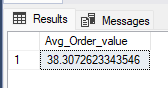 Results Messages
Avg_Order_value
1 38.3072623343546